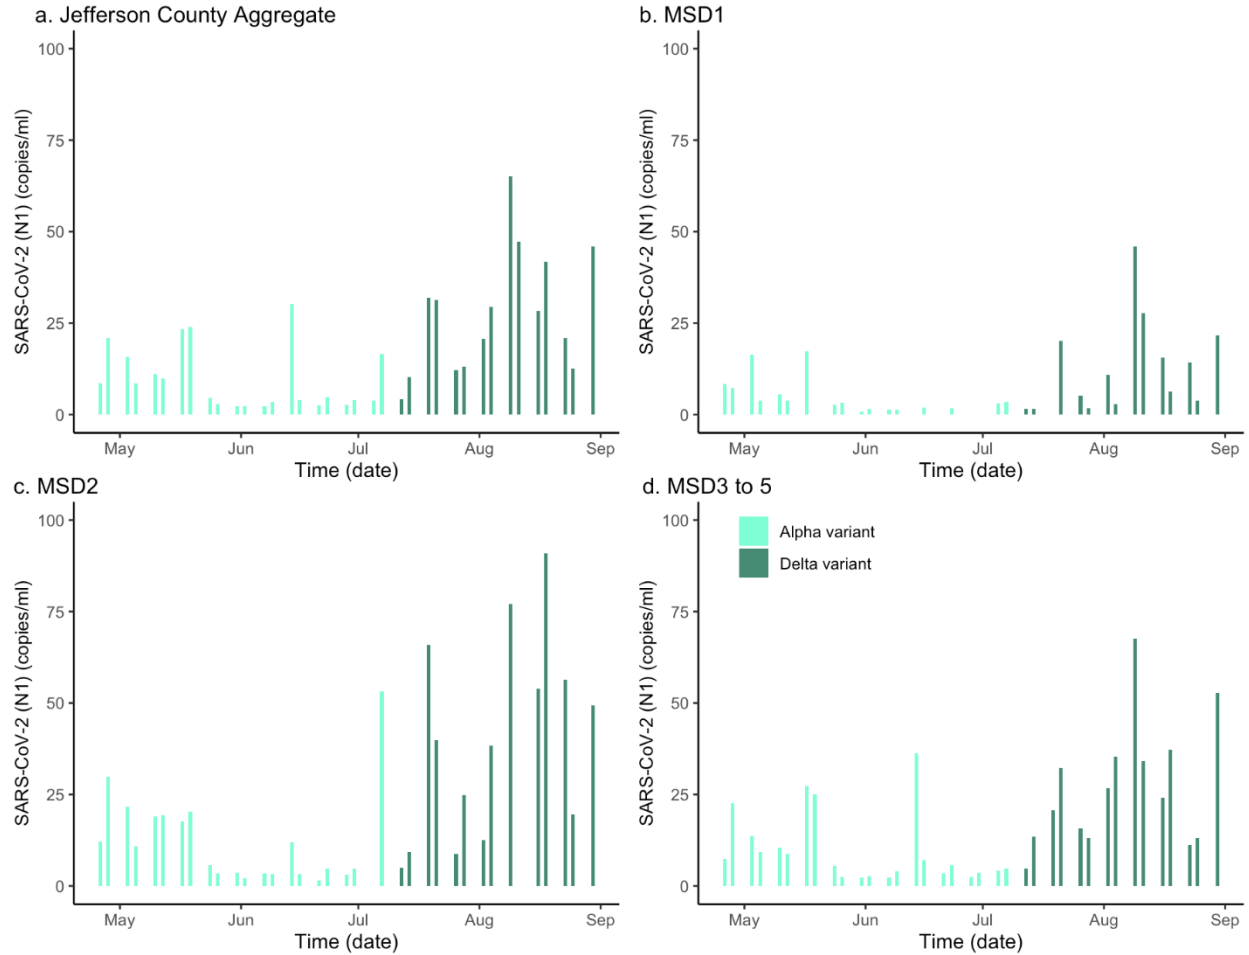 a. Jefferson County Aggregate
100
75
50
25
0
SARS-CoV-2 (N1) (copies/ml)
May Jun Jul Aug Sep
Time (date)
b. MSD1
100
75
50
25
0
SARS-CoV-2 (N1) (copies/ml)
May Jun Jul Aug Sep
Time (date)
c. MSD2
100
75
50
25
0
SARS-CoV-2 (N1) (copies/ml)
May Jun Jul Aug Sep
Time (date)
d. MSD3 to 5
100
75
50
25
0
SARS-CoV-2 (N1) (copies/ml)
Alpha variant
Delta variant
May Jun Jul Aug Sep
Time (date)